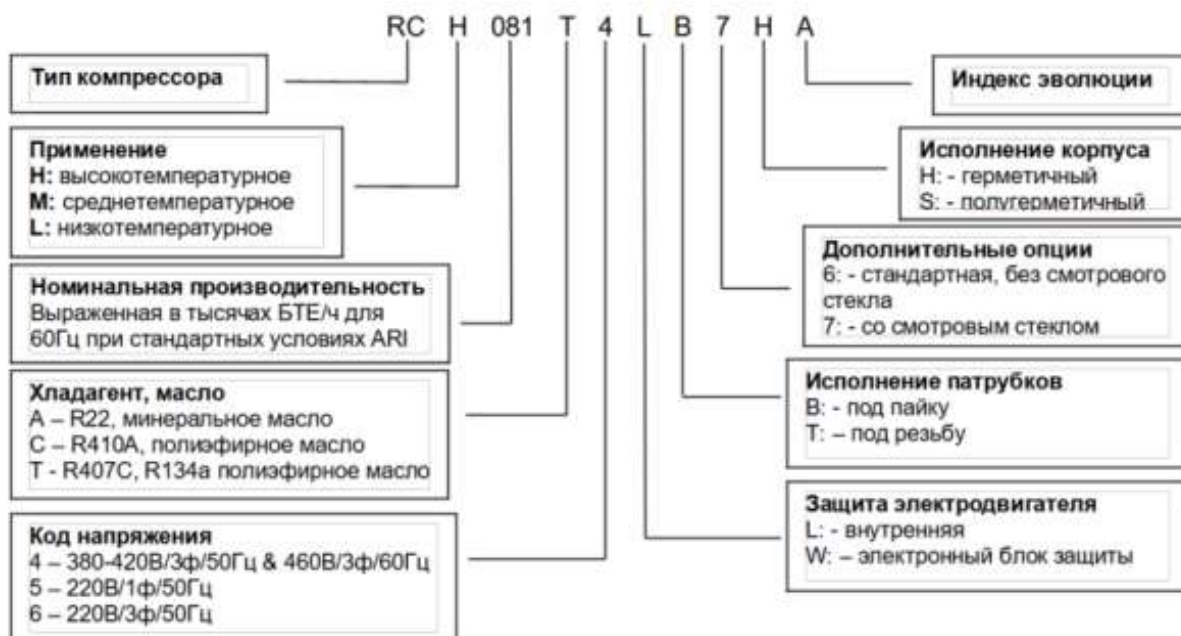 RC H 081 T 4 L B 7 H A
Тип компрессора
Применение
H: высокотемпературное
M: среднетемпературное
L: низкотемпературное
Номинальная производительность
Выраженная в тысячах БТЕ/ч для
60Гц при стандартных условиях ARI
Хладагент, масло
A – R22, минеральное масло
C – R410A, полиэфирное масло
T - R407C, R134a полиэфирное масло
Код напряжения
4 – 380-420В/3ф/50Гц & 460В/3ф/60Гц
5 – 220В/1ф/50Гц
6 – 220В/3ф/50Гц
Индекс эволюции
Исполнение корпуса
H: - герметичный
S: - полугерметичный
Дополнительные опции
6: - стандартная, без смотрового
стекла
7: - со смотровым стеклом
Исполнение патрубков
B: - под пайку
T: – под резьбу
Защита электродвигателя
L: - внутренняя
W: – электронный блок защиты